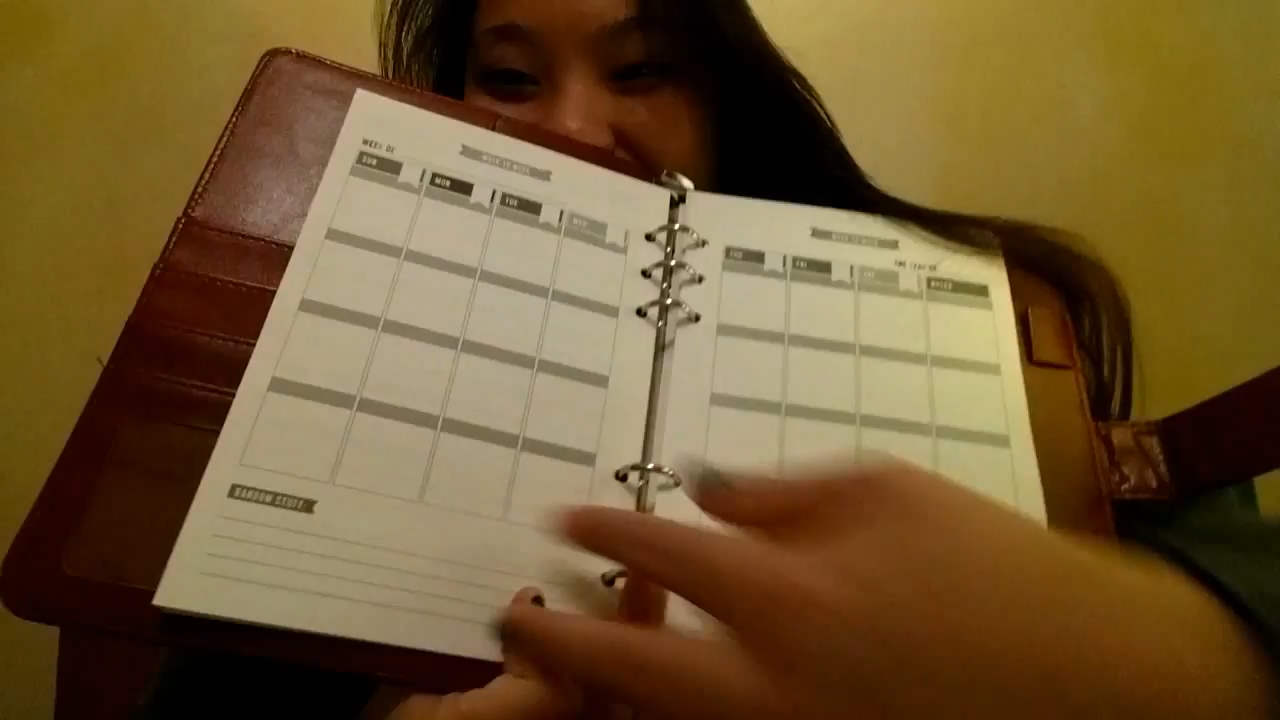 WEEK OF
WEEK TO WEEK
SUN
MON
TUE
WED
RANDOM STUFF
WEEK TO WEEK
THU
FRI
SAT
NOTES